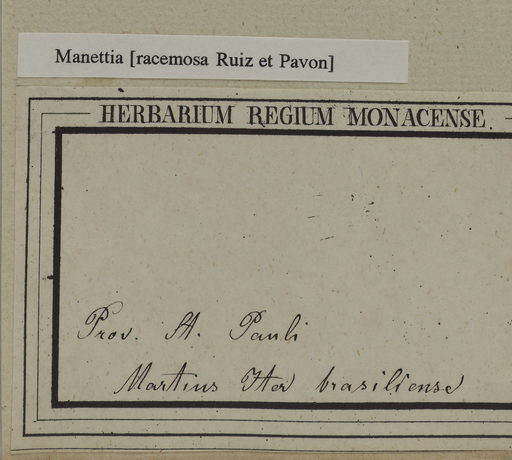 Manettia [racemosa Ruiz et Pavon]
HERBARIUM REGIUM MONACENSE.
Prov. St. Pauli
Martius Iter brasiliense